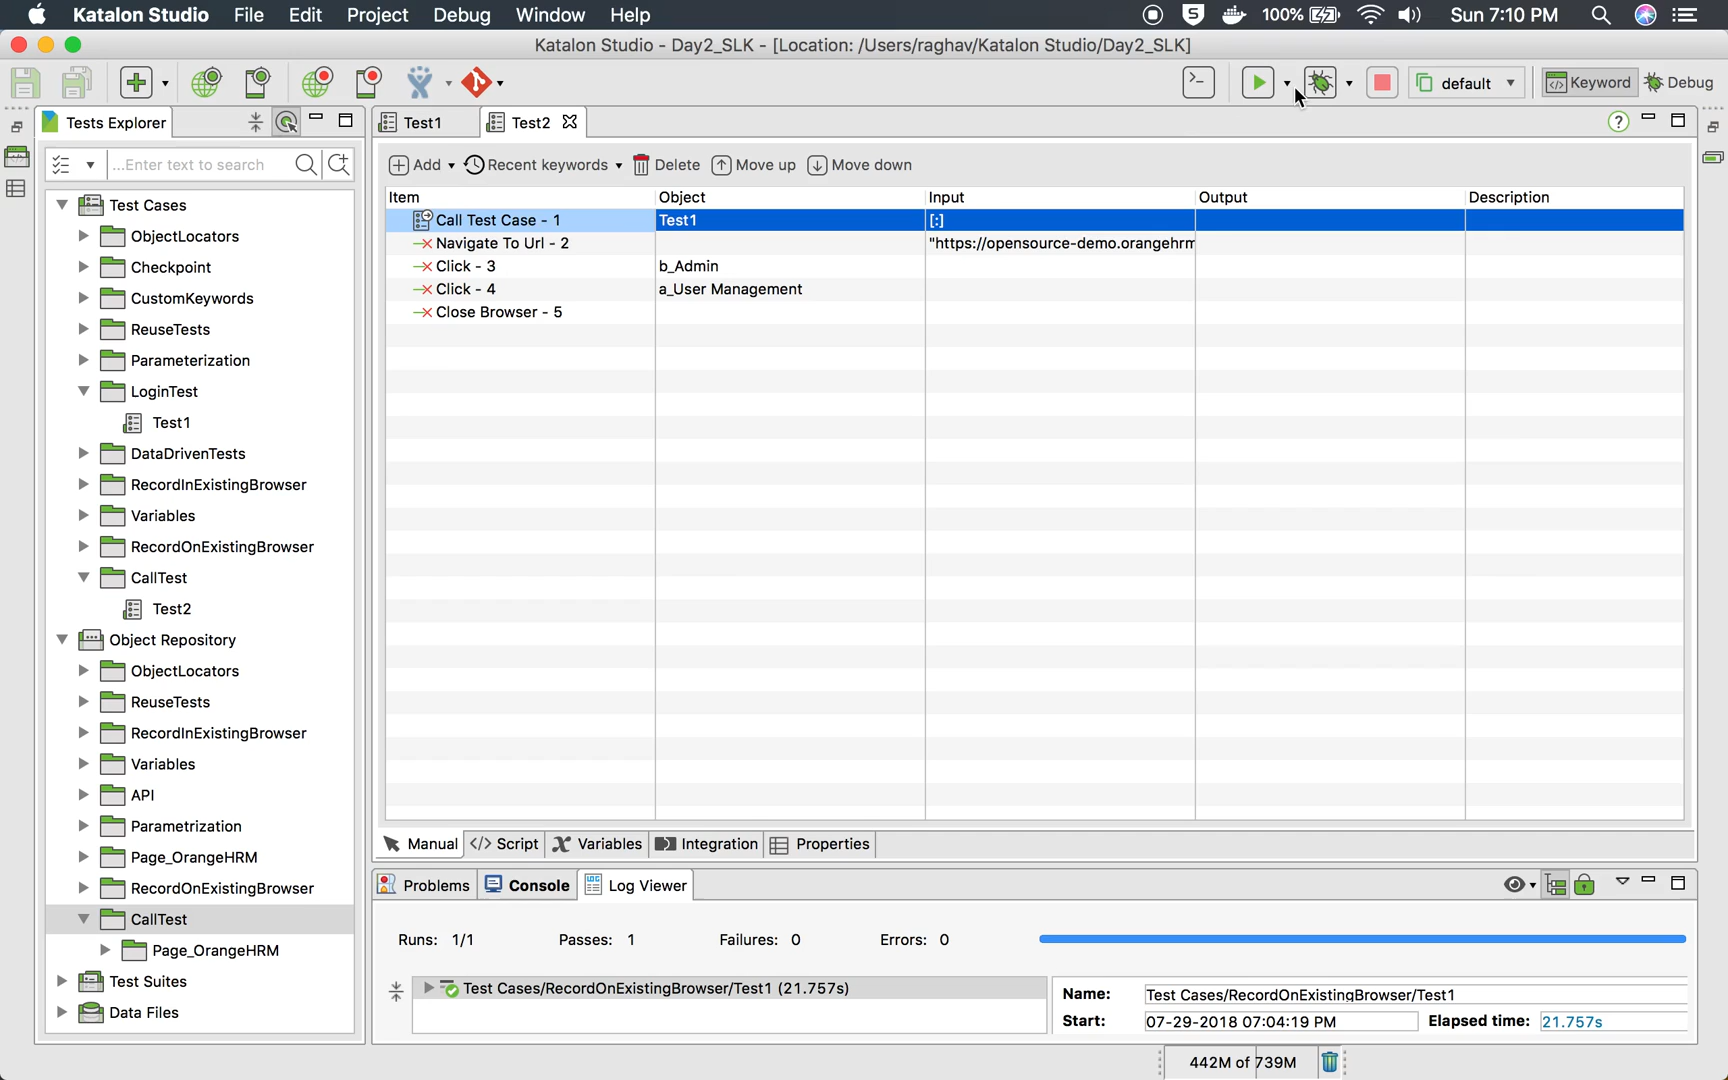 Katalon Studio File Edit Project Debug Window Help 100% Sun 7:10 PM
Katalon Studio - Day2_SLK - [Location: /Users/raghav/Katalon Studio/Day2_SLK]
default Keyword Debug
Tests Explorer
Test1 Test2
...Enter text to search
Add Recent keywords Delete Move up Move down
Item Object Input Output Description
Call Test Case - 1 Test1 [:]
Navigate To Url - 2 "https://opensource-demo.orangehrm
Click - 3 b_Admin
Click - 4 a_User Management
Close Browser - 5
Test Cases
ObjectLocators
Checkpoint
CustomKeywords
ReuseTests
Parameterization
LoginTest
Test1
DataDrivenTests
RecordInExistingBrowser
Variables
RecordOnExistingBrowser
CallTest
Test2
Object Repository
ObjectLocators
ReuseTests
RecordInExistingBrowser
Variables
API
Parametrization
Page_OrangeHRM
RecordOnExistingBrowser
CallTest
Page_OrangeHRM
Test Suites
Data Files
Manual Script Variables Integration Properties
Problems Console Log Viewer
Runs: 1/1 Passes: 1 Failures: 0 Errors: 0
Test Cases/RecordOnExistingBrowser/Test1 (21.757s)
Name: Test Cases/RecordOnExistingBrowser/Test1
Start: 07-29-2018 07:04:19 PM Elapsed time: 21.757s
442M of 739M